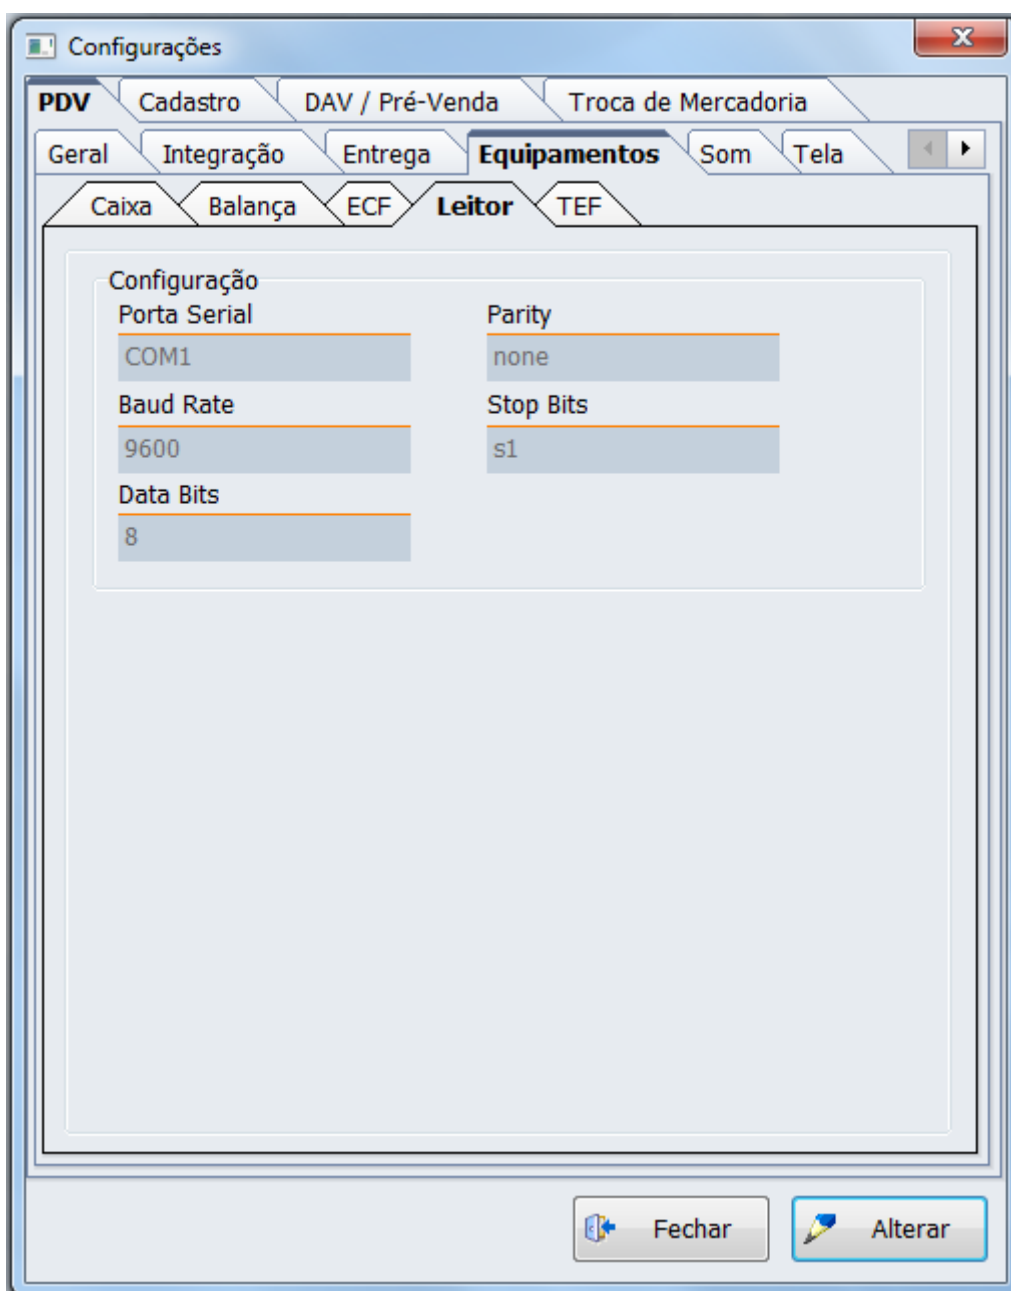 Configurações
PDV Cadastro DAV / Pré-Venda Troca de Mercadoria
Geral Integração Entrega Equipamentos Som Tela
Caixa Balança ECF Leitor TEF
Configuração
Porta Serial Parity
COM1 none
Baud Rate Stop Bits
9600 s1
Data Bits
8
Fechar Alterar